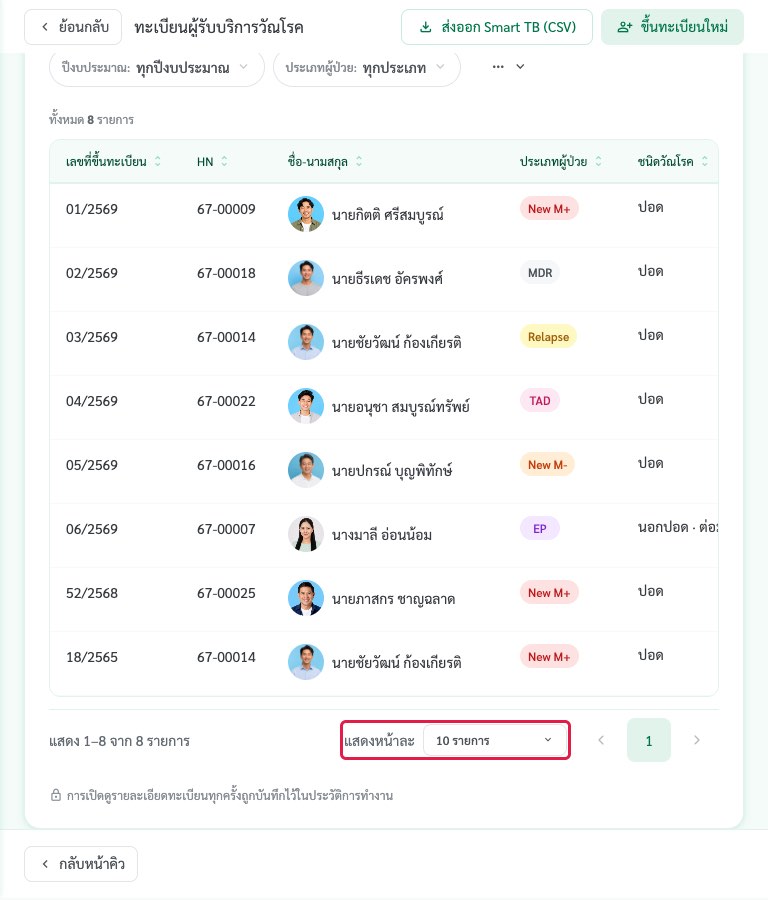 ย้อนกลับ ทะเบียนผู้รับบริการวัณโรค ส่งออก Smart TB (CSV) ขึ้นทะเบียนใหม่
ปีงบประมาณ: ทุกปีงบประมาณ ประเภทผู้ป่วย: ทุกประเภท ...
ทั้งหมด 8 รายการ
เลขที่ขึ้นทะเบียน HN ชื่อ-นามสกุล ประเภทผู้ป่วย ชนิดวัณโรค
01/2569 67-00009 นายกิตติ ศรีสมบูรณ์ New M+ ปอด
02/2569 67-00018 นายธีรเดช อัครพงศ์ MDR ปอด
03/2569 67-00014 นายชัยวัฒน์ ก้องเกียรติ Relapse ปอด
04/2569 67-00022 นายอนุชา สมบูรณ์ทรัพย์ TAD ปอด
05/2569 67-00016 นายปกรณ์ บุญพิทักษ์ New M- ปอด
06/2569 67-00007 นางมาลี อ่อนน้อม EP นอกปอด ·
52/2568 67-00025 นายภาสกร ชาญฉลาด New M+ ปอด
18/2565 67-00014 นายชัยวัฒน์ ก้องเกียรติ New M+ ปอด
แสดง 1–8 จาก 8 รายการ แสดงหน้าละ 10 รายการ 1
การเปิดดูรายละเอียดทะเบียนทุกครั้งถูกบันทึกไว้ในประวัติการทำงาน
กลับหน้าคิว